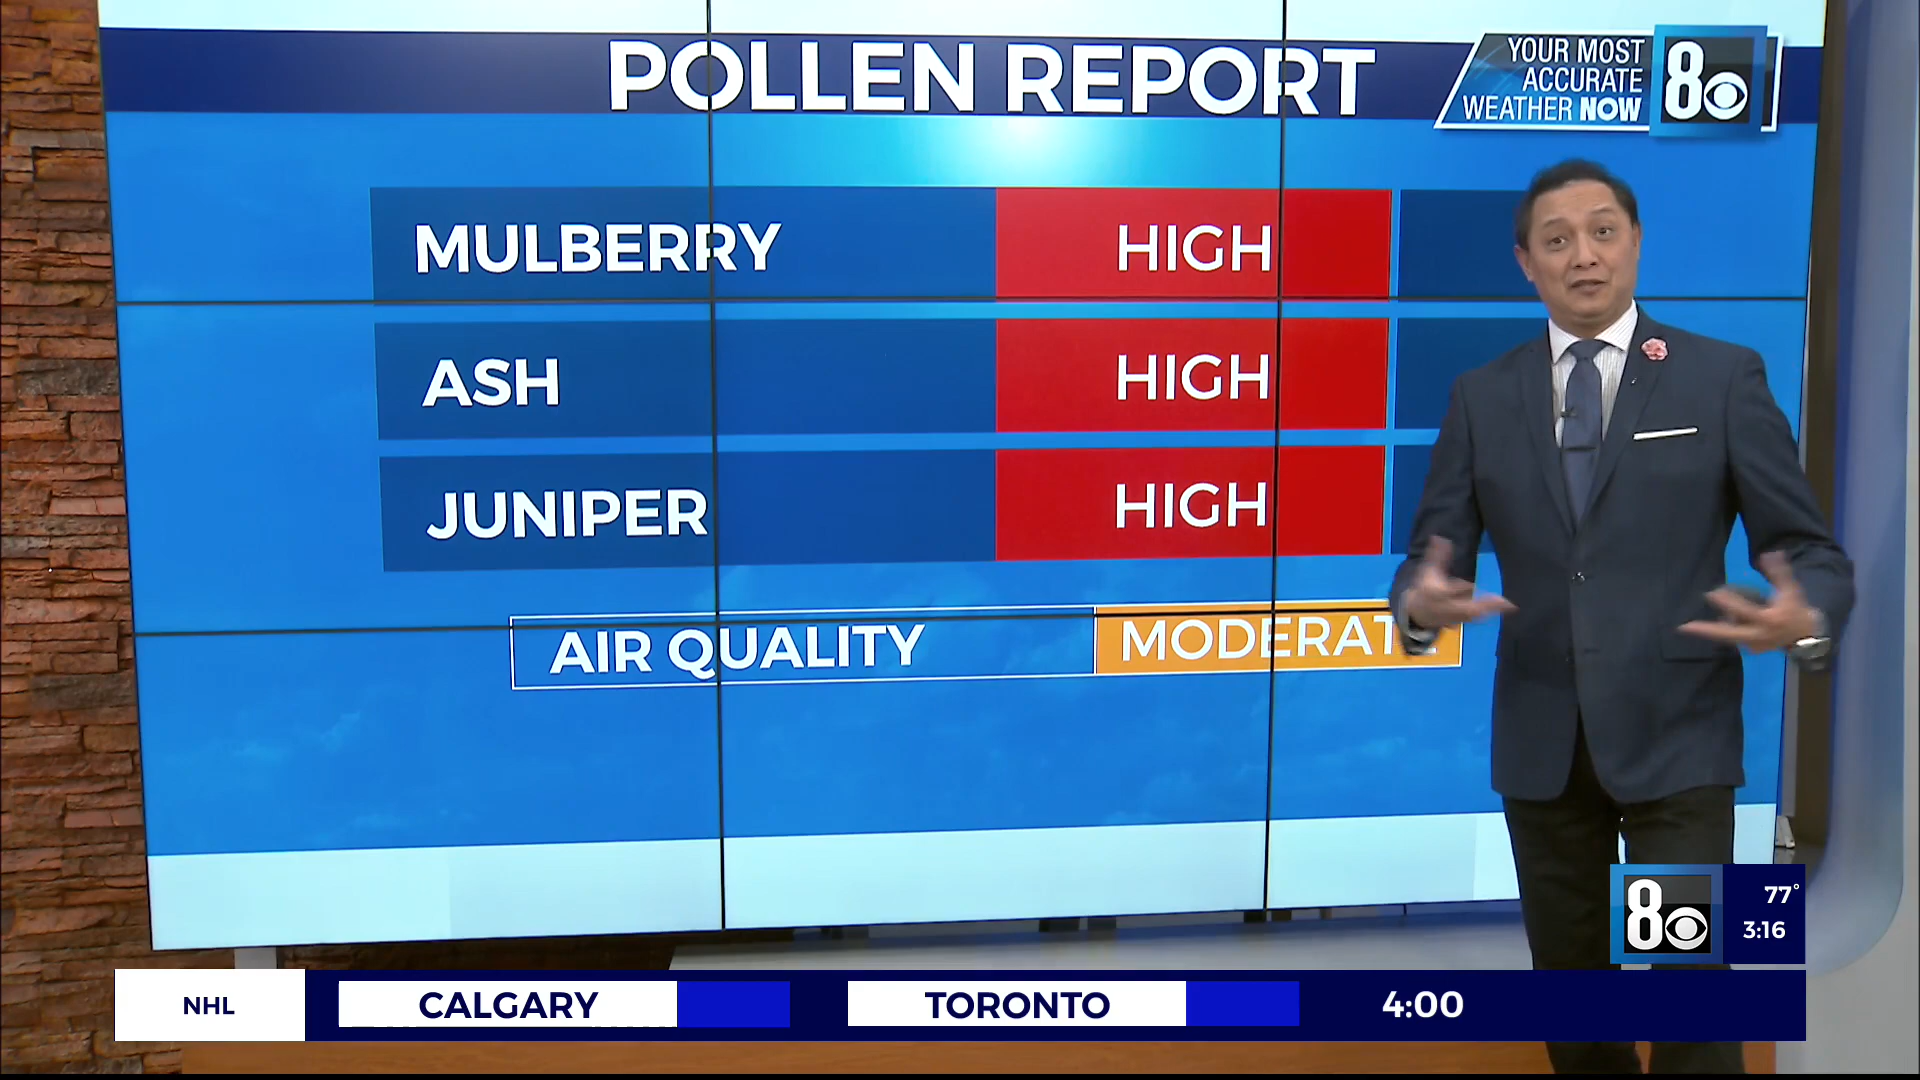 POLLEN REPORT
YOUR MOST
ACCURATE
WEATHER NOW
8
MULBERRY HIGH
ASH HIGH
JUNIPER HIGH
AIR QUALITY MODERATE
8
77°
3:16
NHL CALGARY TORONTO 4:00